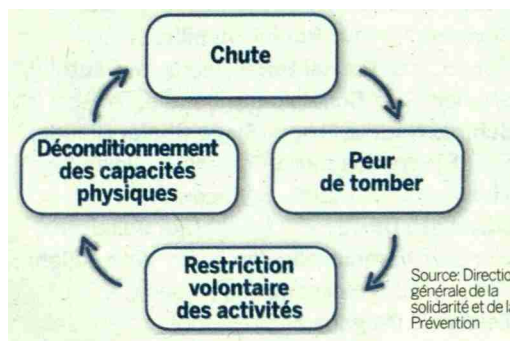 Chute
Peur
de tomber
Restriction
volontaire
des activités
Déconditionnement
des capacités
physiques
Source: Direction
générale de la
solidarité et de la
Prévention